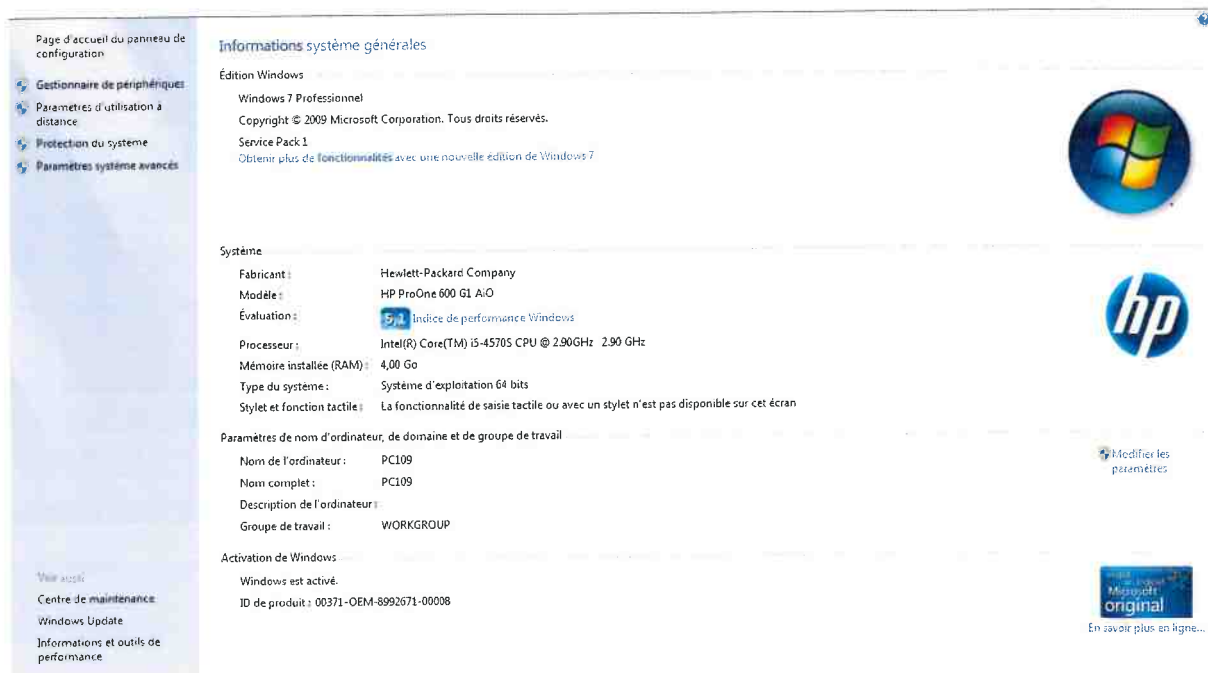 Page d'accueil du panneau de
configuration
Gestionnaire de périphériques
Paramètres d'utilisation à
distance
Protection du système
Paramètres système avancés
Voir aussi
Centre de maintenance
Windows Update
Informations et outils de
performance
Informations système générales
Édition Windows
Windows 7 Professionnel
Copyright © 2009 Microsoft Corporation. Tous droits réservés.
Service Pack 1
Obtenir plus de fonctionnalités avec une nouvelle édition de Windows 7
Système
Fabricant : Hewlett-Packard Company
Modèle : HP ProOne 600 G1 AiO
Évaluation : 5,1 Indice de performance Windows
Processeur : Intel(R) Core(TM) i5-4570S CPU @ 2.90GHz 2.90 GHz
Mémoire installée (RAM) : 4,00 Go
Type du système : Système d'exploitation 64 bits
Stylet et fonction tactile : La fonctionnalité de saisie tactile ou avec un stylet n'est pas disponible sur cet écran
hp
Paramètres de nom d'ordinateur, de domaine et de groupe de travail
Nom de l'ordinateur : PC109
Nom complet : PC109
Description de l'ordinateur :
Groupe de travail : WORKGROUP
Modifier les
paramètres
Activation de Windows
Windows est activé.
ID de produit : 00371-OEM-8992671-00008
Microsoft
original
En savoir plus en ligne...